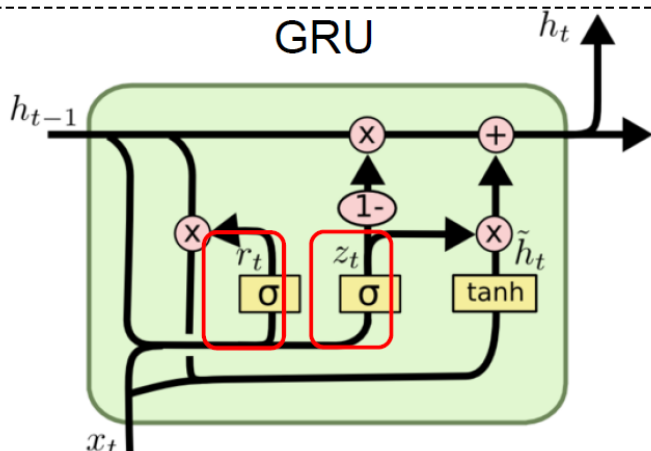 GRU
h_t
h_{t-1}
x
+
1-
x
r_t
z_t
x
h̃_t
σ
σ
tanh
x_t